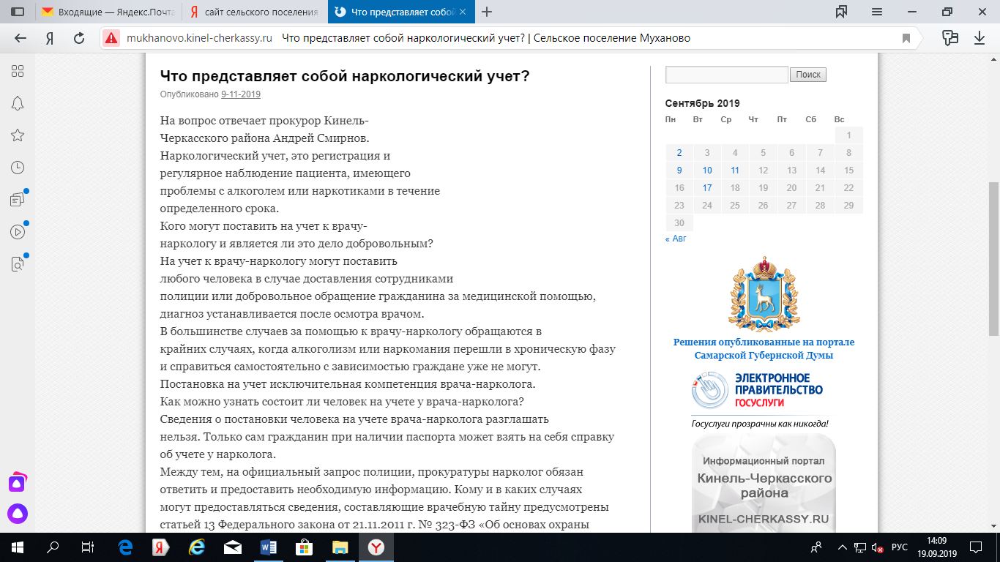 Входящие — Яндекс.Почта
сайт сельского поселения
Что представляет собой
mukhanovo.kinel-cherkassy.ru Что представляет собой наркологический учет? | Сельское поселение Муханово
Что представляет собой наркологический учет?
Опубликовано 9-11-2019
На вопрос отвечает прокурор Кинель-
Черкасского района Андрей Смирнов.
Наркологический учет, это регистрация и
регулярное наблюдение пациента, имеющего
проблемы с алкоголем или наркотиками в течение
определенного срока.
Кого могут поставить на учет к врачу-
наркологу и является ли это дело добровольным?
На учет к врачу-наркологу могут поставить
любого человека в случае доставления сотрудниками
полиции или добровольное обращение гражданина за медицинской помощью,
диагноз устанавливается после осмотра врачом.
В большинстве случаев за помощью к врачу-наркологу обращаются в
крайних случаях, когда алкоголизм или наркомания перешли в хроническую фазу
и справиться самостоятельно с зависимостью граждане уже не могут.
Постановка на учет исключительная компетенция врача-нарколога.
Как можно узнать состоит ли человек на учете у врача-нарколога?
Сведения о постановки человека на учете врача-нарколога разглашать
нельзя. Только сам гражданин при наличии паспорта может взять на себя справку
об учете у нарколога.
Между тем, на официальный запрос полиции, прокуратуры нарколог обязан
ответить и предоставить необходимую информацию. Кому и в каких случаях
могут предоставляться сведения, составляющие врачебную тайну предусмотрены
статьей 13 Федерального закона от 21.11.2011 г. № 323-ФЗ «Об основах охраны
Поиск
Сентябрь 2019
Пн Вт Ср Чт Пт Сб Вс
1
2 3 4 5 6 7 8
9 10 11 12 13 14 15
16 17 18 19 20 21 22
23 24 25 26 27 28 29
30
« Авг
Решения опубликованные на портале
Самарской Губернской Думы
ЭЛЕКТРОННОЕ
ПРАВИТЕЛЬСТВО
ГОСУСЛУГИ
Госуслуги прозрачны как никогда!
Информационный портал
Кинель-Черкасского
района
KINEL-CHERKASSY.RU
РУС
14:09
19.09.2019